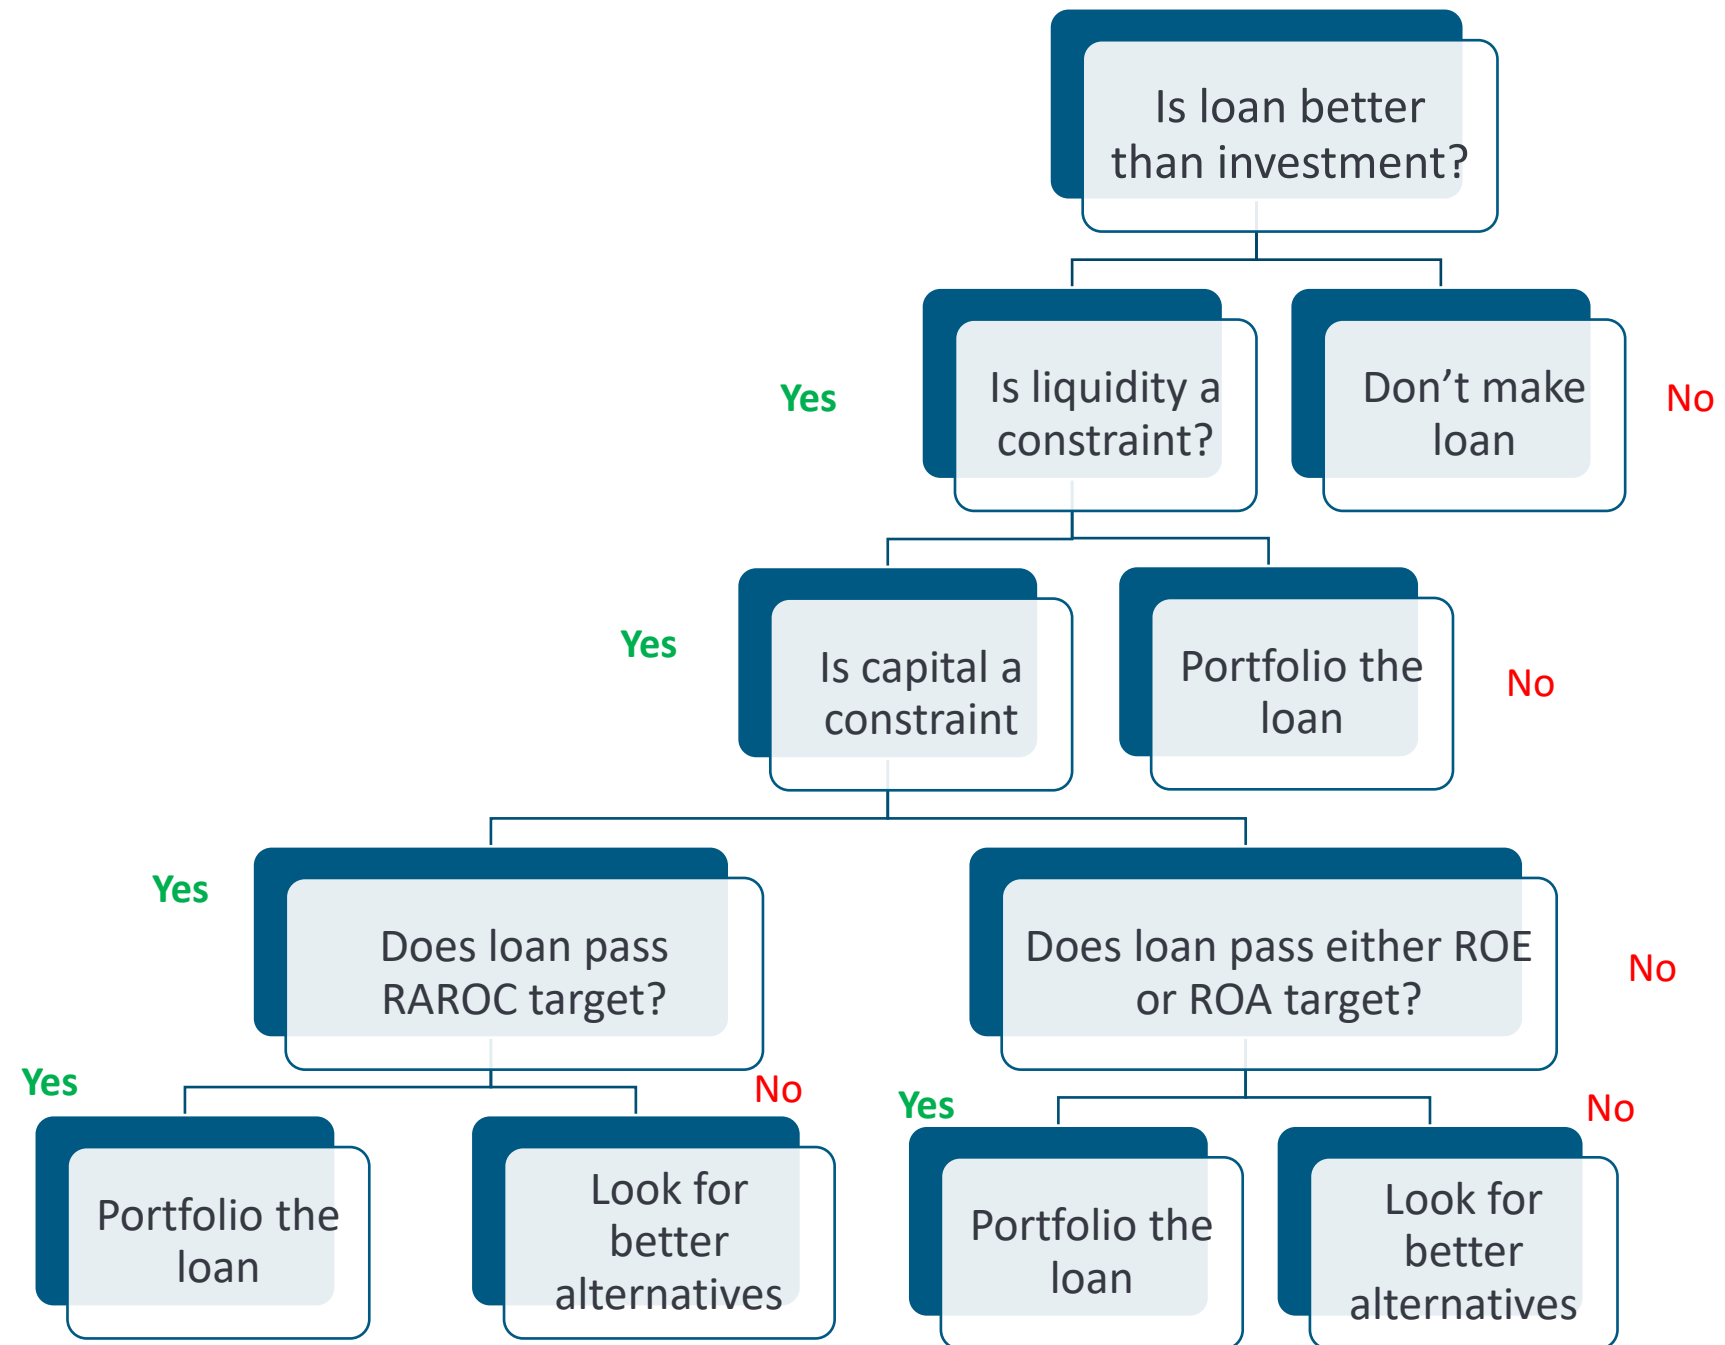 Is loan better
than investment?
Yes
Is liquidity a
constraint?
Don’t make
loan
No
Yes
Is capital a
constraint
Portfolio the
loan
No
Yes
Does loan pass
RAROC target?
Does loan pass either ROE
or ROA target?
No
Yes
No
Yes
No
Portfolio the
loan
Look for
better
alternatives
Portfolio the
loan
Look for
better
alternatives